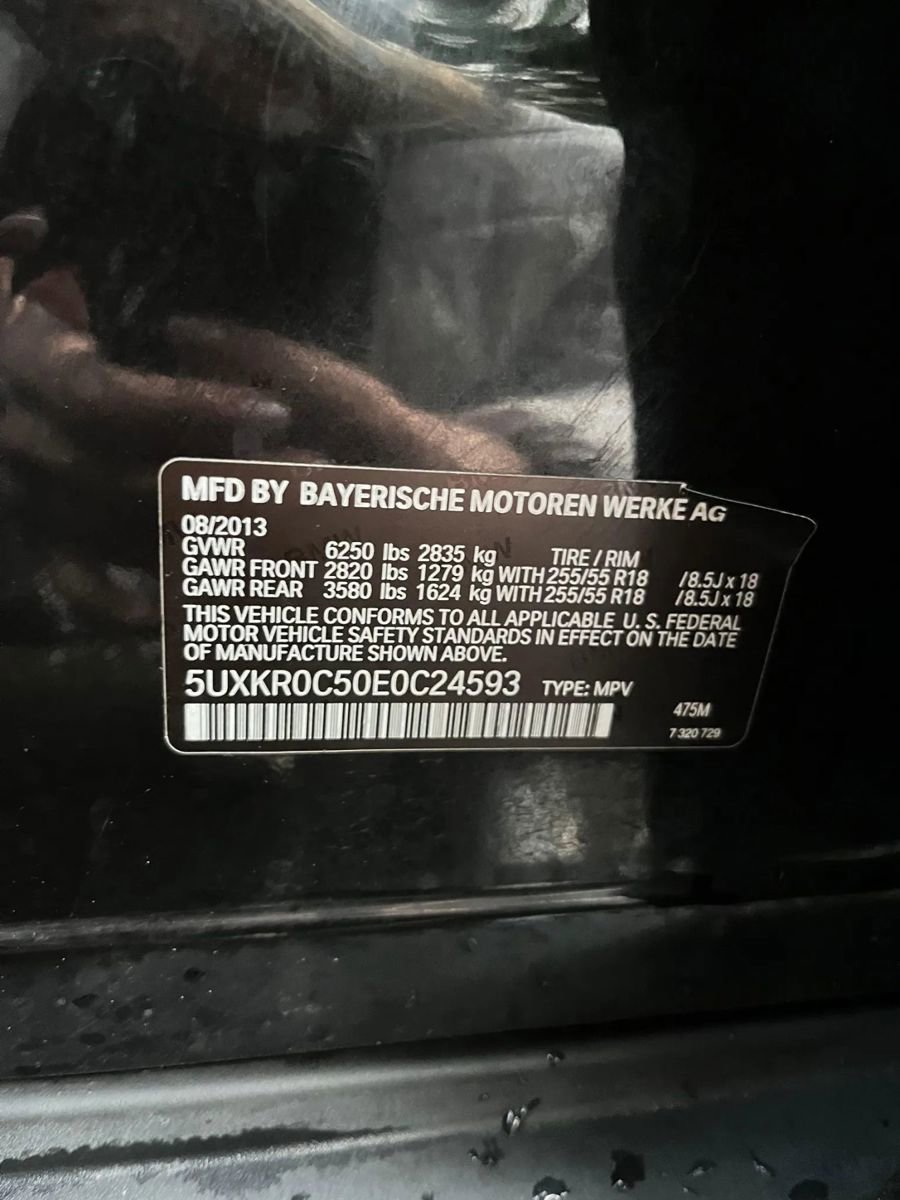 MFD BY BAYERISCHE MOTOREN WERKE AG
08/2013
GVWR 6250 lbs 2835 kg TIRE / RIM
GAWR FRONT 2820 lbs 1279 kg WITH 255/55 R18 /8.5J x 18
GAWR REAR 3580 lbs 1624 kg WITH 255/55 R18 /8.5J x 18
THIS VEHICLE CONFORMS TO ALL APPLICABLE U. S. FEDERAL
MOTOR VEHICLE SAFETY STANDARDS IN EFFECT ON THE DATE
OF MANUFACTURE SHOWN ABOVE.
5UXKR0C50E0C24593 TYPE: MPV
475M
7 320 729